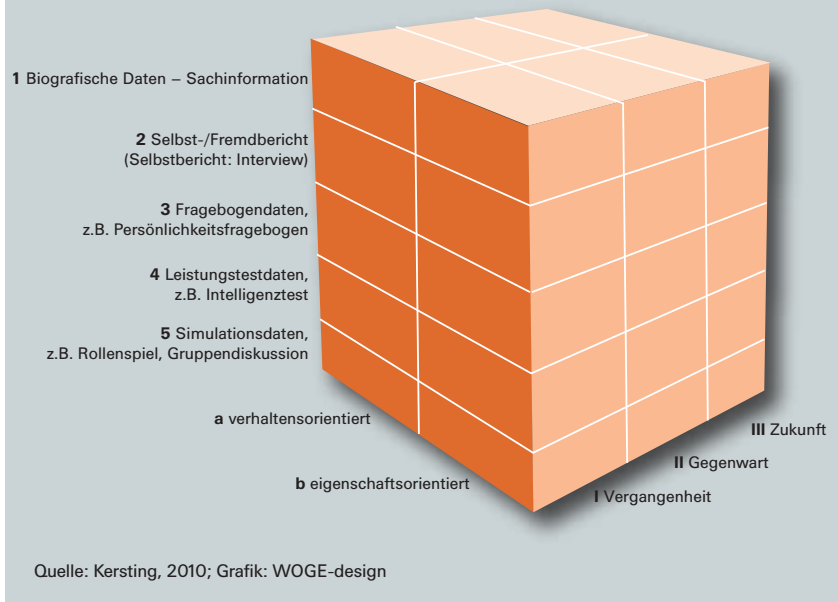 1 Biografische Daten – Sachinformation
2 Selbst-/Fremdbericht
(Selbstbericht: Interview)
3 Fragebogendaten,
z.B. Persönlichkeitsfragebogen
4 Leistungstestdaten,
z.B. Intelligenztest
5 Simulationsdaten,
z.B. Rollenspiel, Gruppendiskussion
a verhaltensorientiert
b eigenschaftsorientiert
III Zukunft
II Gegenwart
I Vergangenheit
Quelle: Kersting, 2010; Grafik: WOGE-design